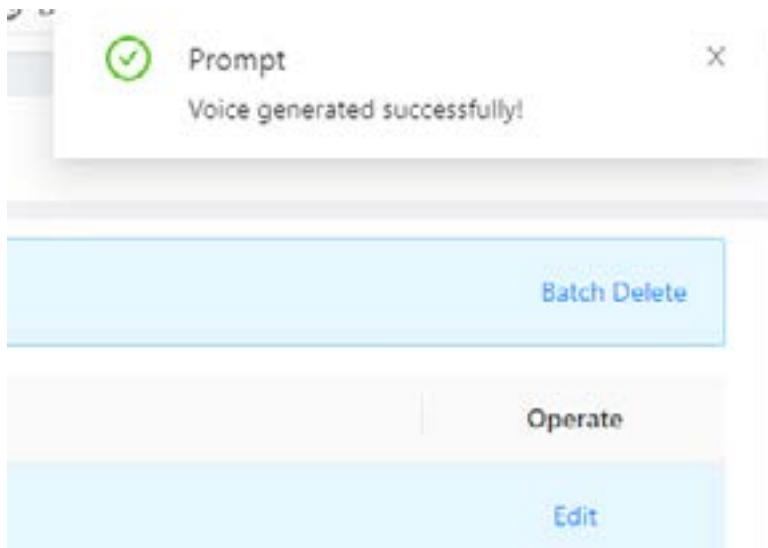 Prompt
Voice generated successfully!
Batch Delete
Operate
Edit